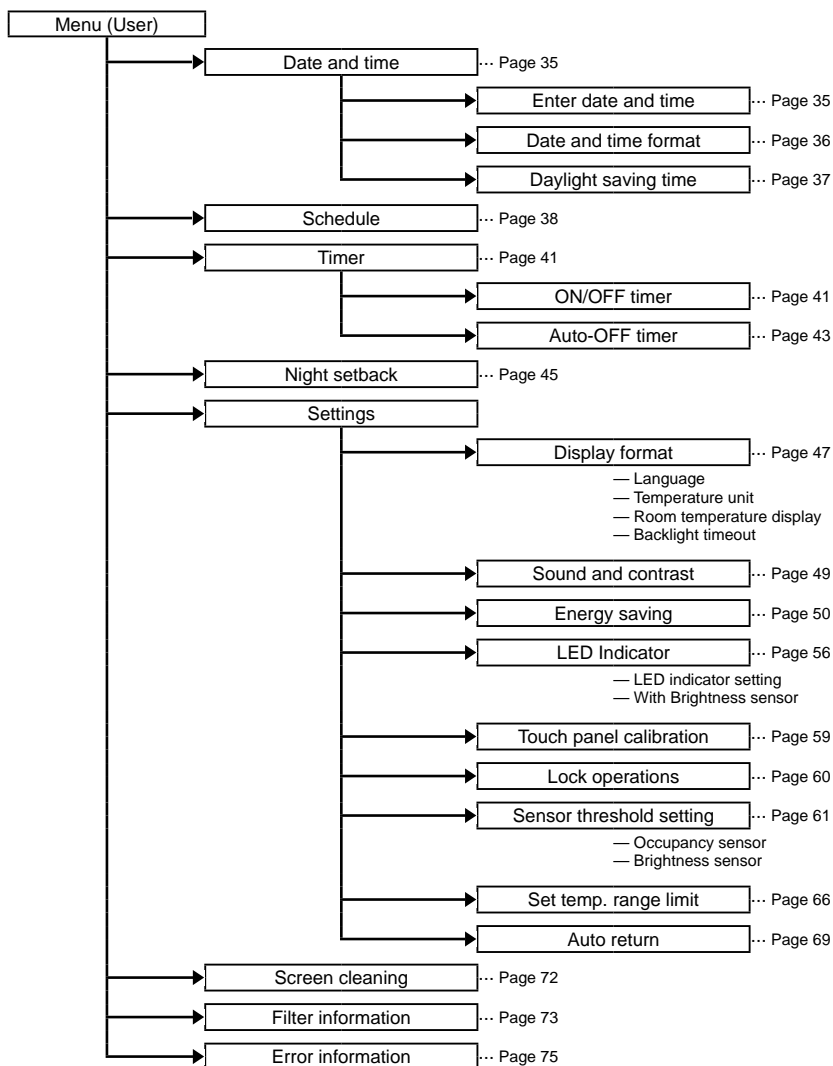 Menu (User)
Date and time ··· Page 35
Enter date and time ··· Page 35
Date and time format ··· Page 36
Daylight saving time ··· Page 37
Schedule ··· Page 38
Timer ··· Page 41
ON/OFF timer ··· Page 41
Auto-OFF timer ··· Page 43
Night setback ··· Page 45
Settings
Display format ··· Page 47
— Language
— Temperature unit
— Room temperature display
— Backlight timeout
Sound and contrast ··· Page 49
Energy saving ··· Page 50
LED Indicator ··· Page 56
— LED indicator setting
— With Brightness sensor
Touch panel calibration ··· Page 59
Lock operations ··· Page 60
Sensor threshold setting ··· Page 61
— Occupancy sensor
— Brightness sensor
Set temp. range limit ··· Page 66
Auto return ··· Page 69
Screen cleaning ··· Page 72
Filter information ··· Page 73
Error information ··· Page 75